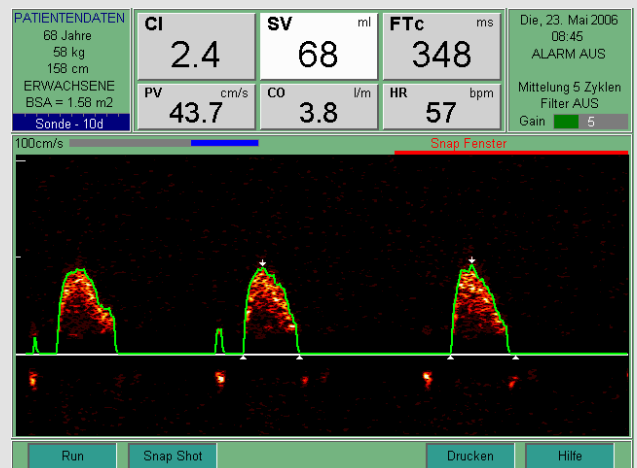 PATIENTENDATEN
68 Jahre
58 kg
158 cm
ERWACHSENE
BSA = 1.58 m2
Sonde - 10d
CI
2.4
SV ml
68
FTc ms
348
PV cm/s
43.7
CO l/m
3.8
HR bpm
57
Die, 23. Mai 2006
08:45
ALARM AUS
Mittelung 5 Zyklen
Filter AUS
Gain 5
100cm/s
Snap Fenster
Run
Snap Shot
Drucken
Hilfe